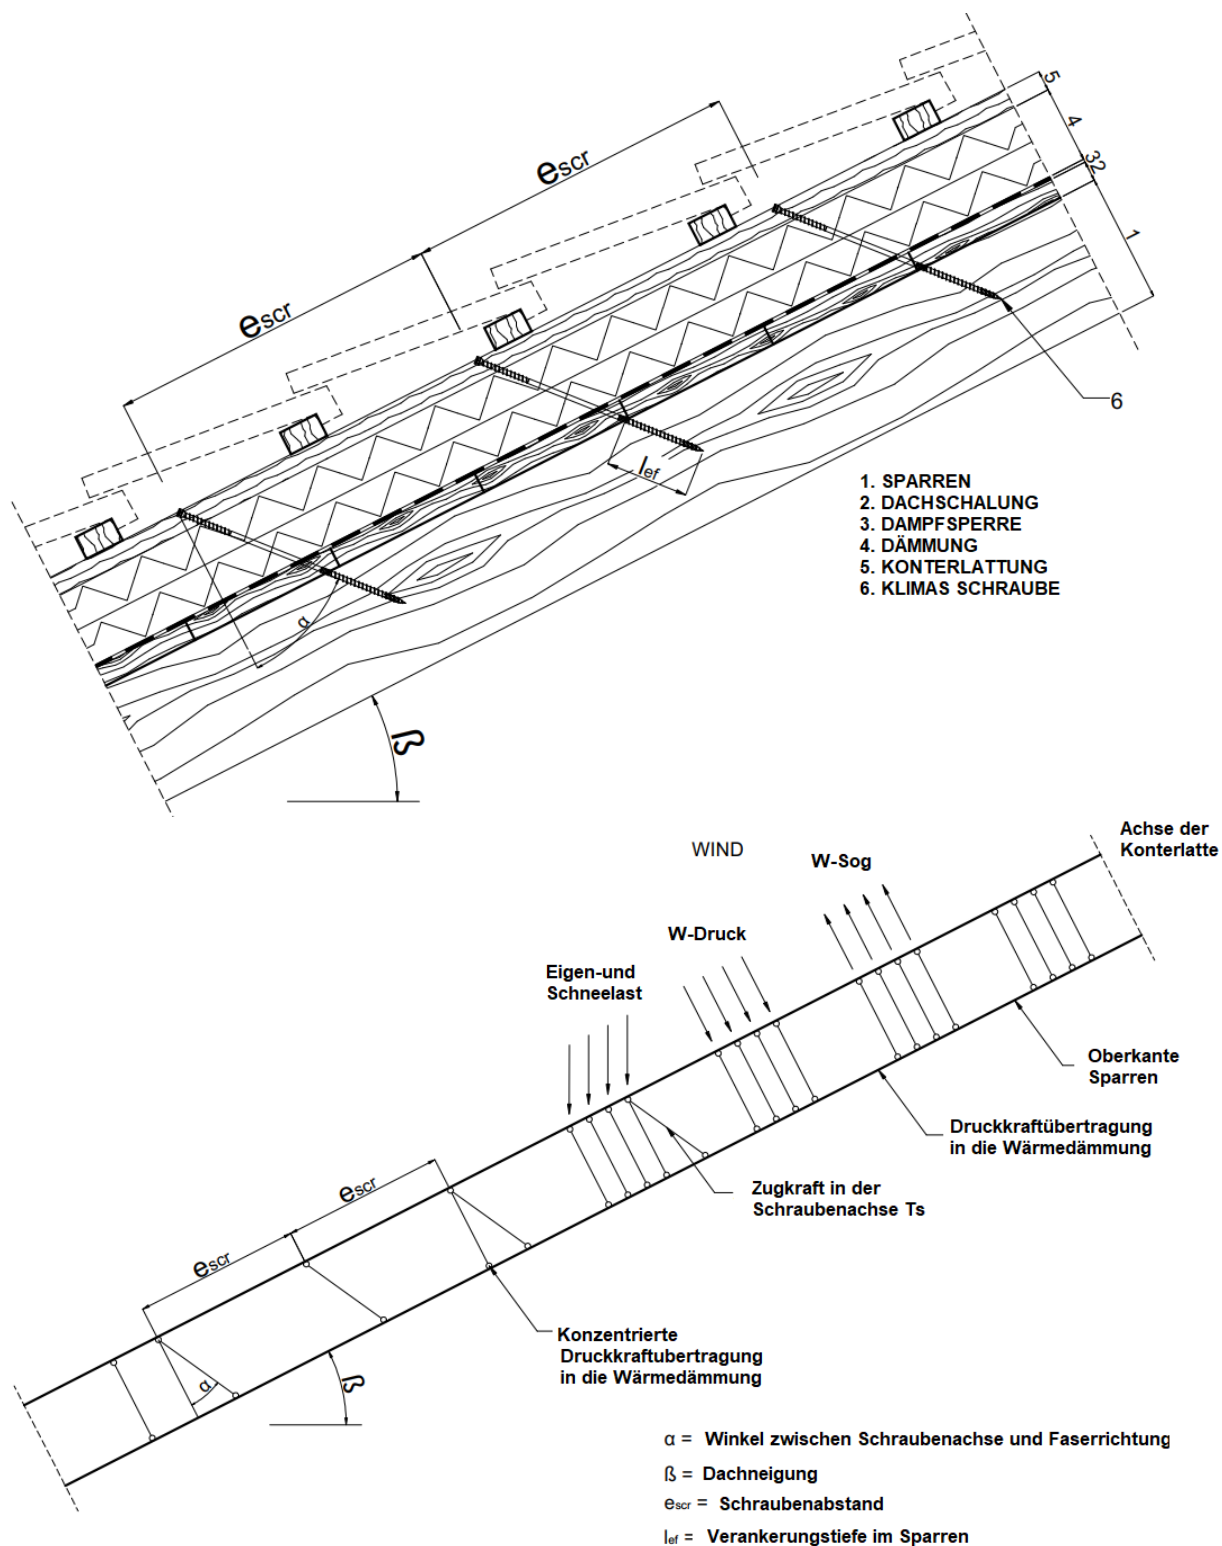 5
4
3 2
1
escr
escr
6
lef
α
1. SPARREN
2. DACHSCHALUNG
3. DAMPFSPERRE
4. DÄMMUNG
5. KONTERLATTUNG
6. KLIMAS SCHRAUBE
ß
WIND
Achse der
Konterlatte
W-Sog
W-Druck
Eigen-und
Schneelast
Oberkante
Sparren
Druckkraftübertragung
in die Wärmedämmung
Zugkraft in der
Schraubenachse Ts
escr
escr
Konzentrierte
Druckkraftubertragung
in die Wärmedämmung
α
ß
α = Winkel zwischen Schraubenachse und Faserrichtung
ß = Dachneigung
escr = Schraubenabstand
lef = Verankerungstiefe im Sparren